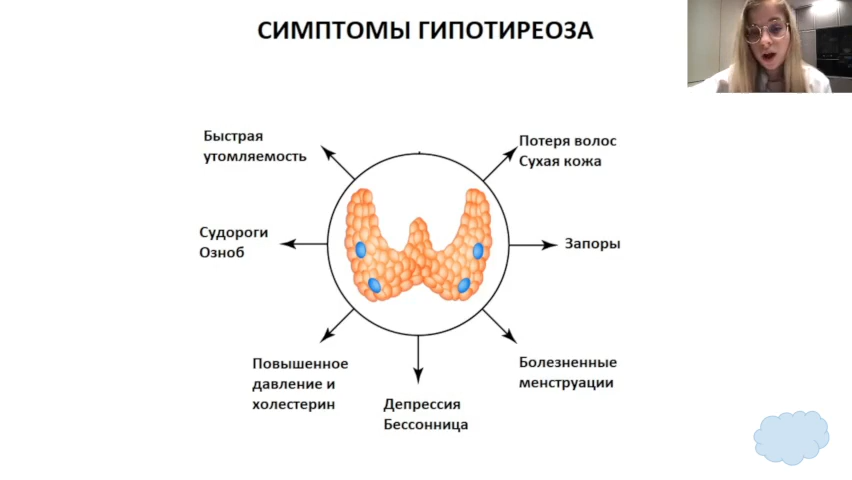 СИМПТОМЫ ГИПОТИРЕОЗА
Быстрая
утомляемость
Потеря волос
Сухая кожа
Судороги
Озноб
Запоры
Повышенное
давление и
холестерин
Депрессия
Бессонница
Болезненные
менструации